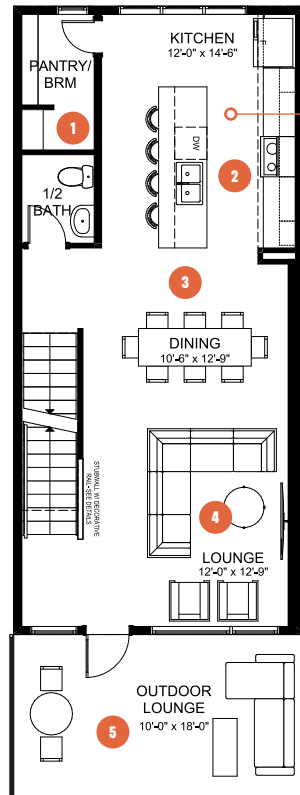 KITCHEN
12'-0" x 14'-6"
PANTRY/
BRM
1
DW
2
1/2
BATH
3
DINING
10'-6" x 12'-9"
STUBWALL W/ DECORATIVE
RAIL-SEE DETAILS
4
LOUNGE
12'-0" x 12'-9"
OUTDOOR
LOUNGE
10'-0" x 18'-0"
5